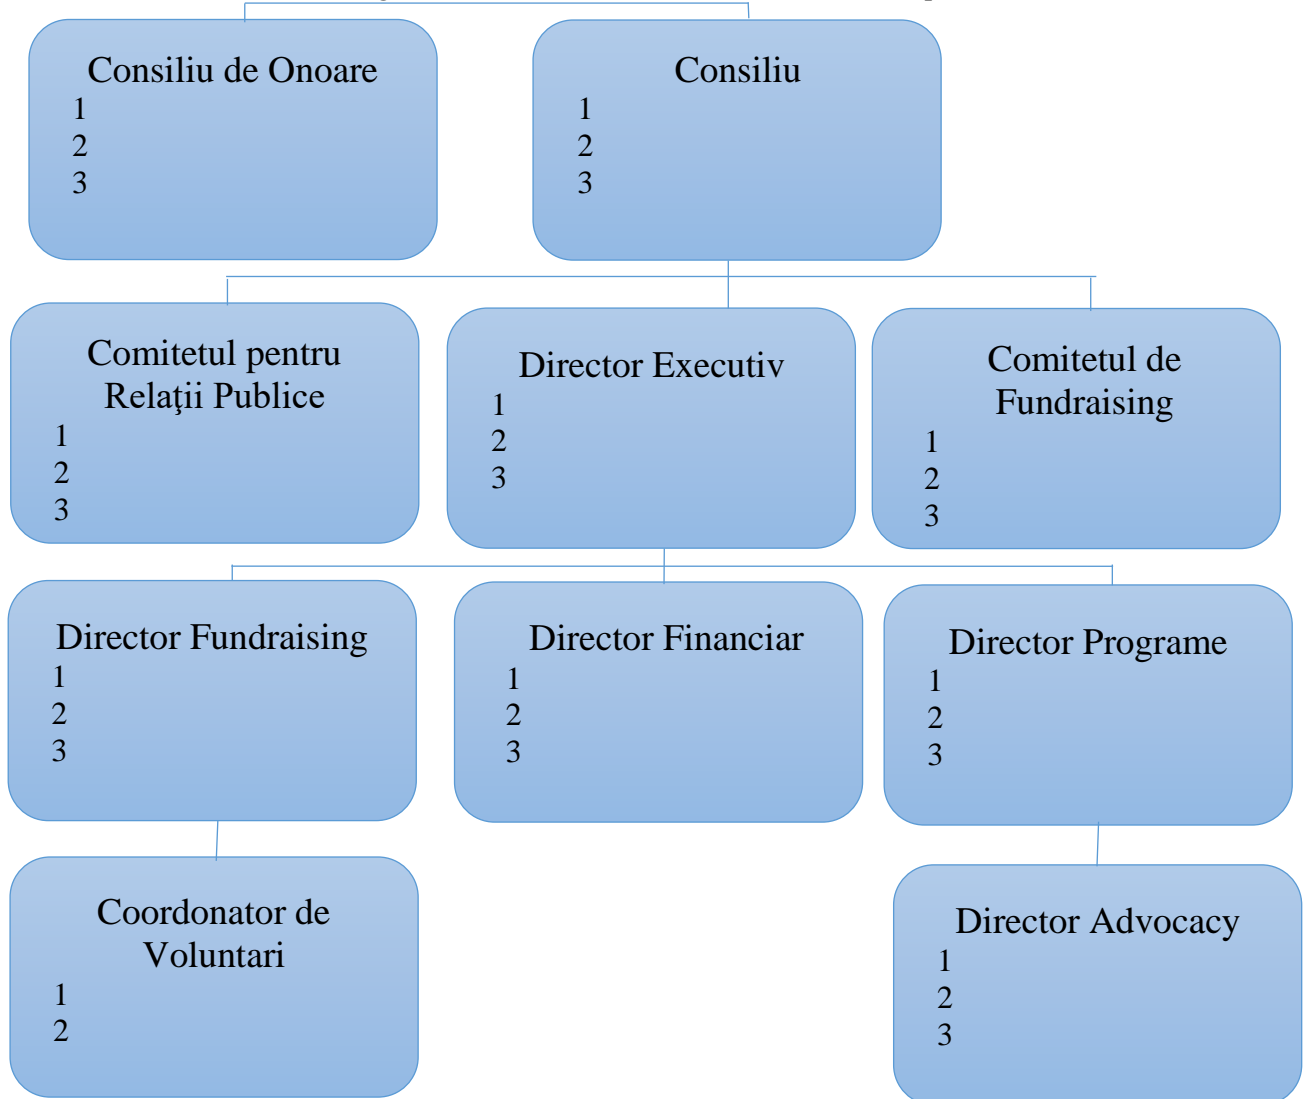 Consiliu de Onoare
1
2
3
Consiliu
1
2
3
Comitetul pentru
Relaţii Publice
1
2
3
Director Executiv
1
2
3
Comitetul de
Fundraising
1
2
3
Director Fundraising
1
2
3
Director Financiar
1
2
3
Director Programe
1
2
3
Coordonator de
Voluntari
1
2
Director Advocacy
1
2
3